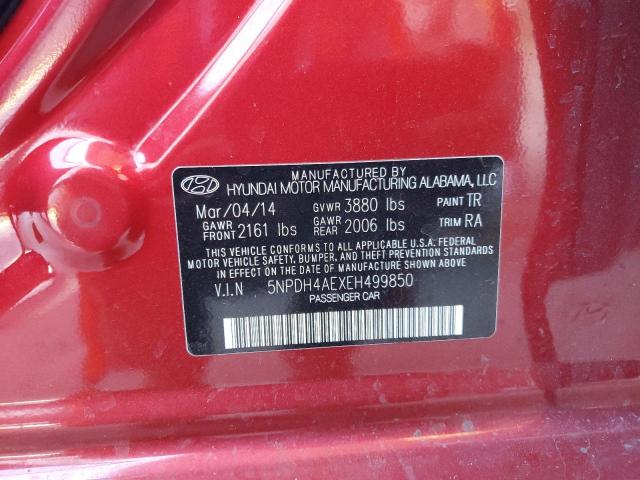 MANUFACTURED BY
HYUNDAI MOTOR MANUFACTURING ALABAMA, LLC
Mar/04/14 GVWR 3880 lbs PAINT TR
GAWR FRONT 2161 lbs GAWR REAR 2006 lbs TRIM RA
THIS VEHICLE CONFORMS TO ALL APPLICABLE U.S.A. FEDERAL
MOTOR VEHICLE SAFETY, BUMPER, AND THEFT PREVENTION STANDARDS
IN EFFECT ON THE DATE OF MANUFACTURE SHOWN ABOVE.
V.I.N 5NPDH4AEXEH499850
PASSENGER CAR